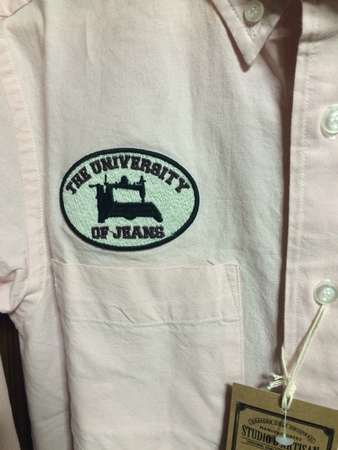 THE UNIVERSITY
OF JEANS
STUDIO D'ARTISAN